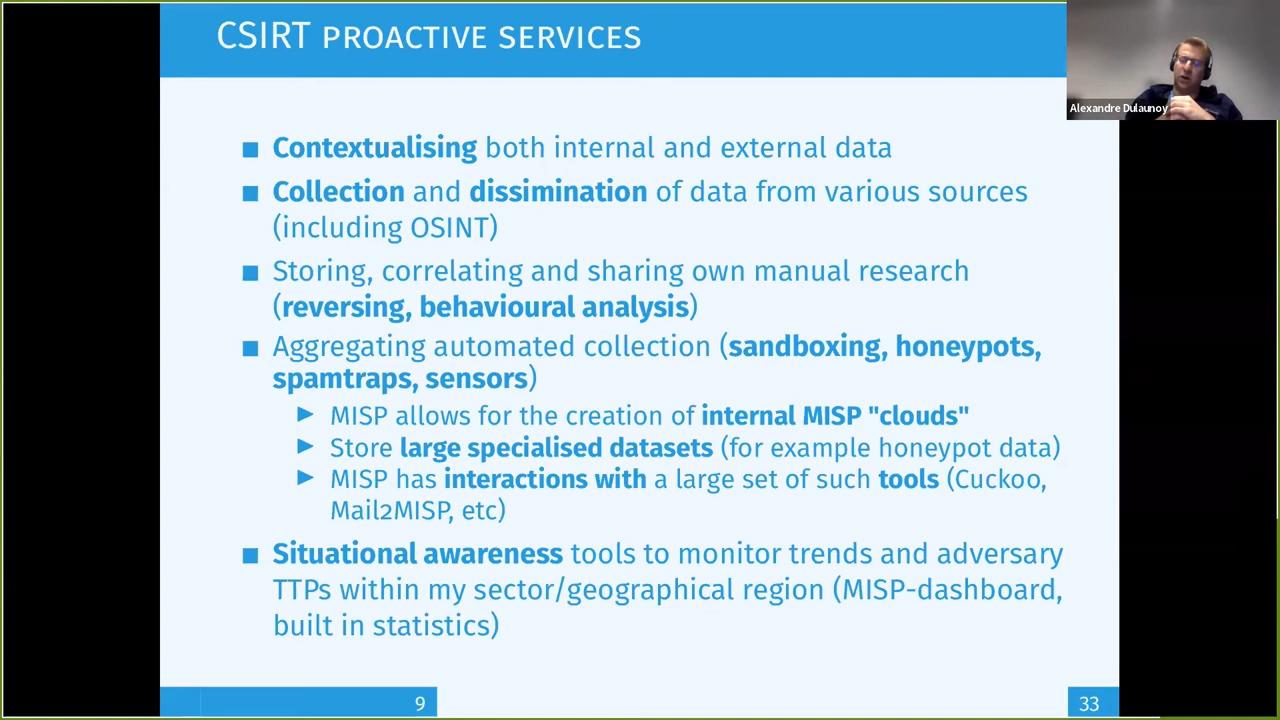 CSIRT PROACTIVE SERVICES
Alexandre Dulaunoy
■ Contextualising both internal and external data
■ Collection and dissimination of data from various sources
(including OSINT)
■ Storing, correlating and sharing own manual research
(reversing, behavioural analysis)
■ Aggregating automated collection (sandboxing, honeypots,
spamtraps, sensors)
► MISP allows for the creation of internal MISP "clouds"
► Store large specialised datasets (for example honeypot data)
► MISP has interactions with a large set of such tools (Cuckoo,
Mail2MISP, etc)
■ Situational awareness tools to monitor trends and adversary
TTPs within my sector/geographical region (MISP-dashboard,
built in statistics)
9
33